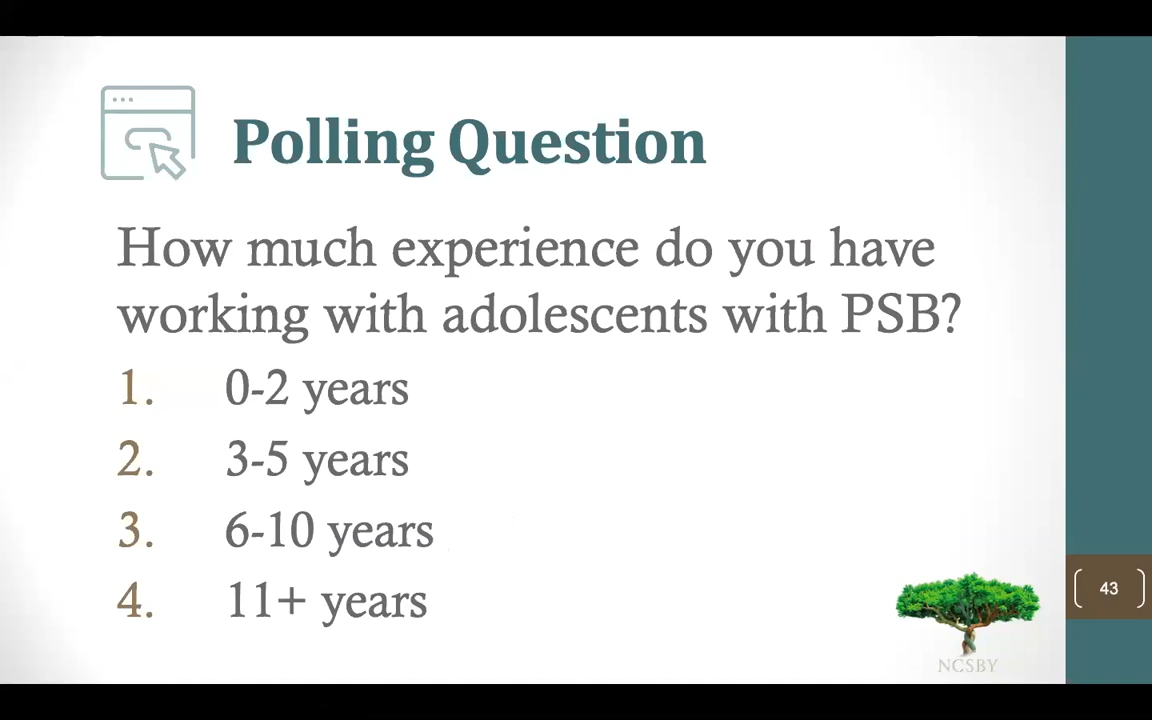 Polling Question
How much experience do you have
working with adolescents with PSB?
1. 0-2 years
2. 3-5 years
3. 6-10 years
4. 11+ years
43
NCSBY